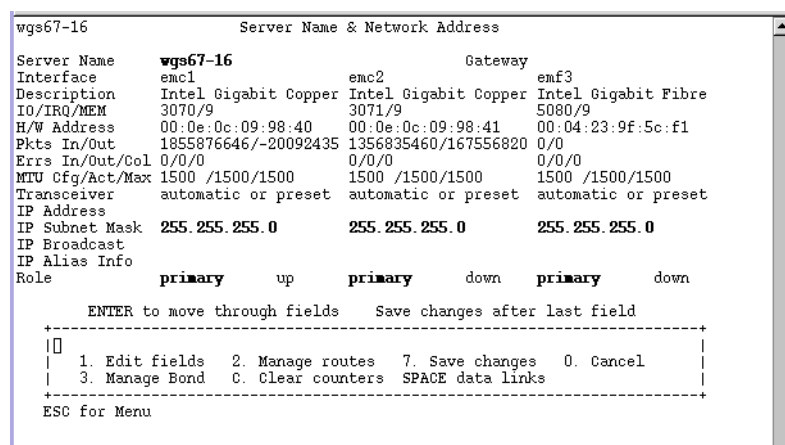 wgs67-16 Server Name & Network Address
Server Name wgs67-16 Gateway
Interface emc1 emc2 emf3
Description Intel Gigabit Copper Intel Gigabit Copper Intel Gigabit Fibre
IO/IRQ/MEM 3070/9 3071/9 5080/9
H/W Address 00:0e:0c:09:98:40 00:0e:0c:09:98:41 00:04:23:9f:5c:f1
Pkts In/Out 1855876646/-20092435 1356835460/167556820 0/0
Errs In/Out/Col 0/0/0 0/0/0 0/0/0
MTU Cfg/Act/Max 1500 /1500/1500 1500 /1500/1500 1500 /1500/1500
Transceiver automatic or preset automatic or preset automatic or preset
IP Address
IP Subnet Mask 255.255.255.0 255.255.255.0 255.255.255.0
IP Broadcast
IP Alias Info
Role primary up primary down primary down
ENTER to move through fields Save changes after last field
1. Edit fields 2. Manage routes 7. Save changes 0. Cancel
3. Manage Bond C. Clear counters SPACE data links
ESC for Menu